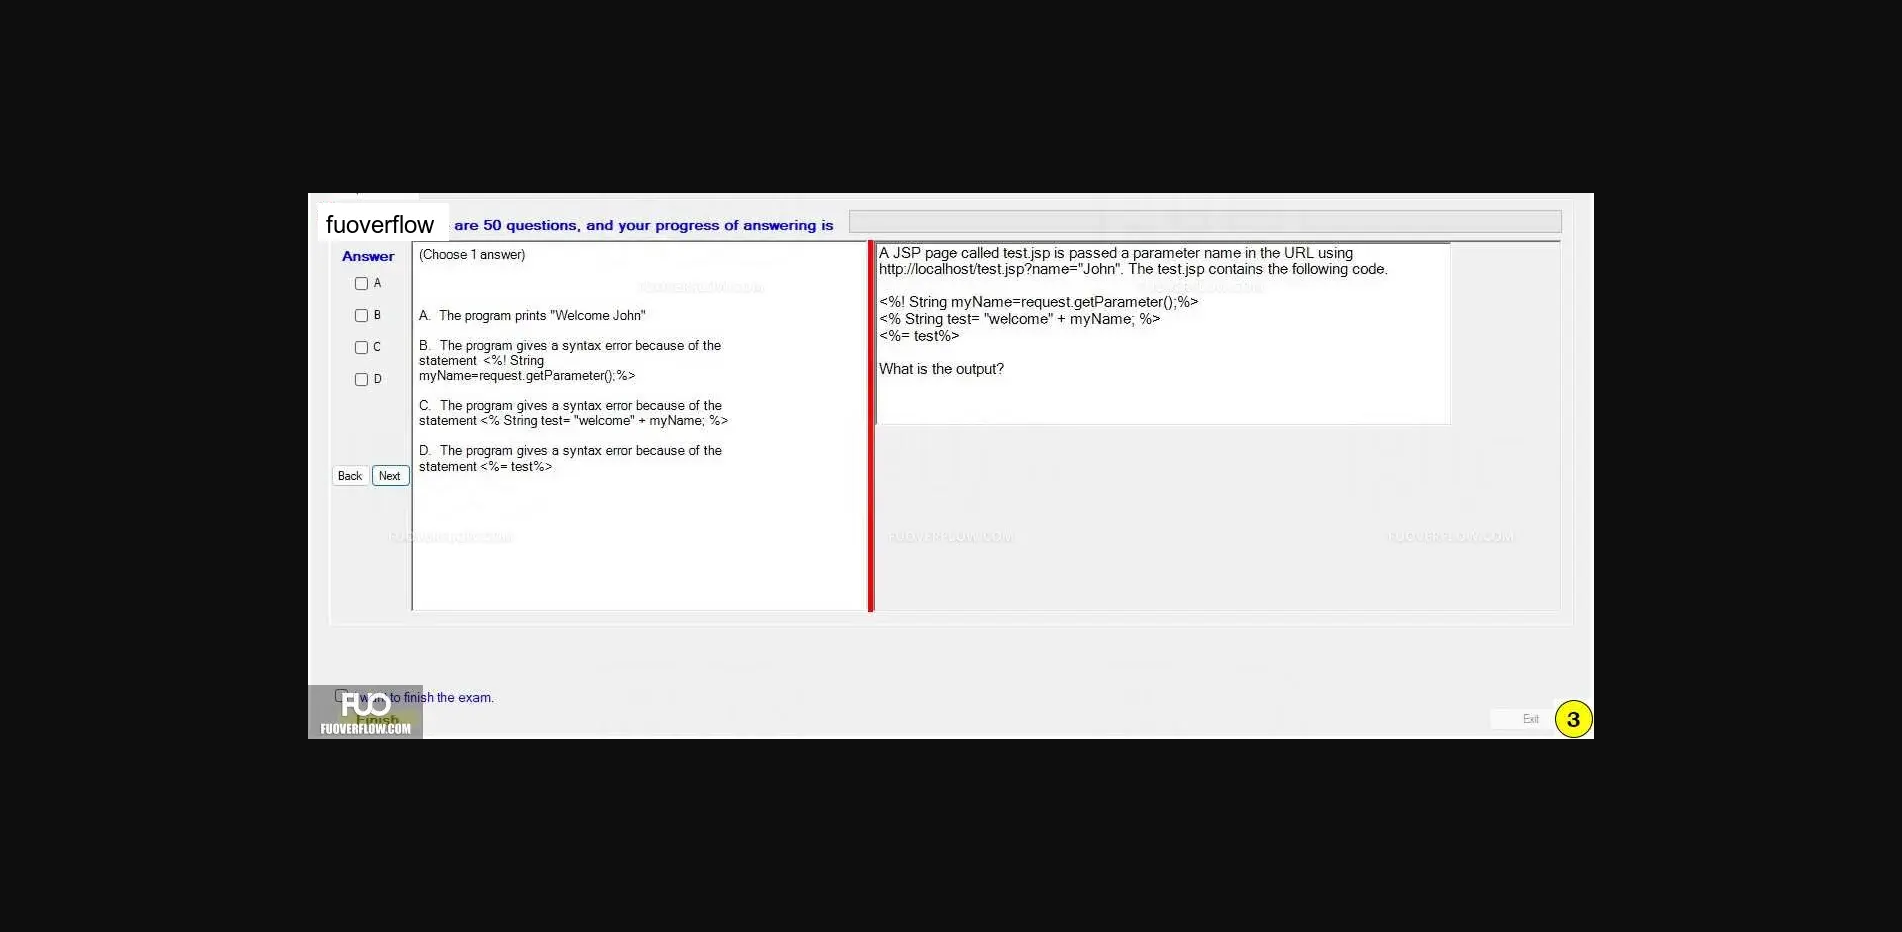 fuoverflow are 50 questions, and your progress of answering is
Answer
A
B
C
D
Back Next
(Choose 1 answer)
A. The program prints "Welcome John"
B. The program gives a syntax error because of the
statement <%! String
myName=request.getParameter();%>
C. The program gives a syntax error because of the
statement <% String test= "welcome" + myName; %>
D. The program gives a syntax error because of the
statement <%= test%>
A JSP page called test.jsp is passed a parameter name in the URL using
http://localhost/test.jsp?name="John". The test.jsp contains the following code.
<%! String myName=request.getParameter();%>
<% String test= "welcome" + myName; %>
<%= test%>
What is the output?
FUOVERFLOW.COM
FUOVERFLOW.COM
FUOVERFLOW.COM
FUOVERFLOW.COM
FUOVERFLOW.COM
I want to finish the exam.
FUO
Finish
FUOVERFLOW.COM
Exit
3